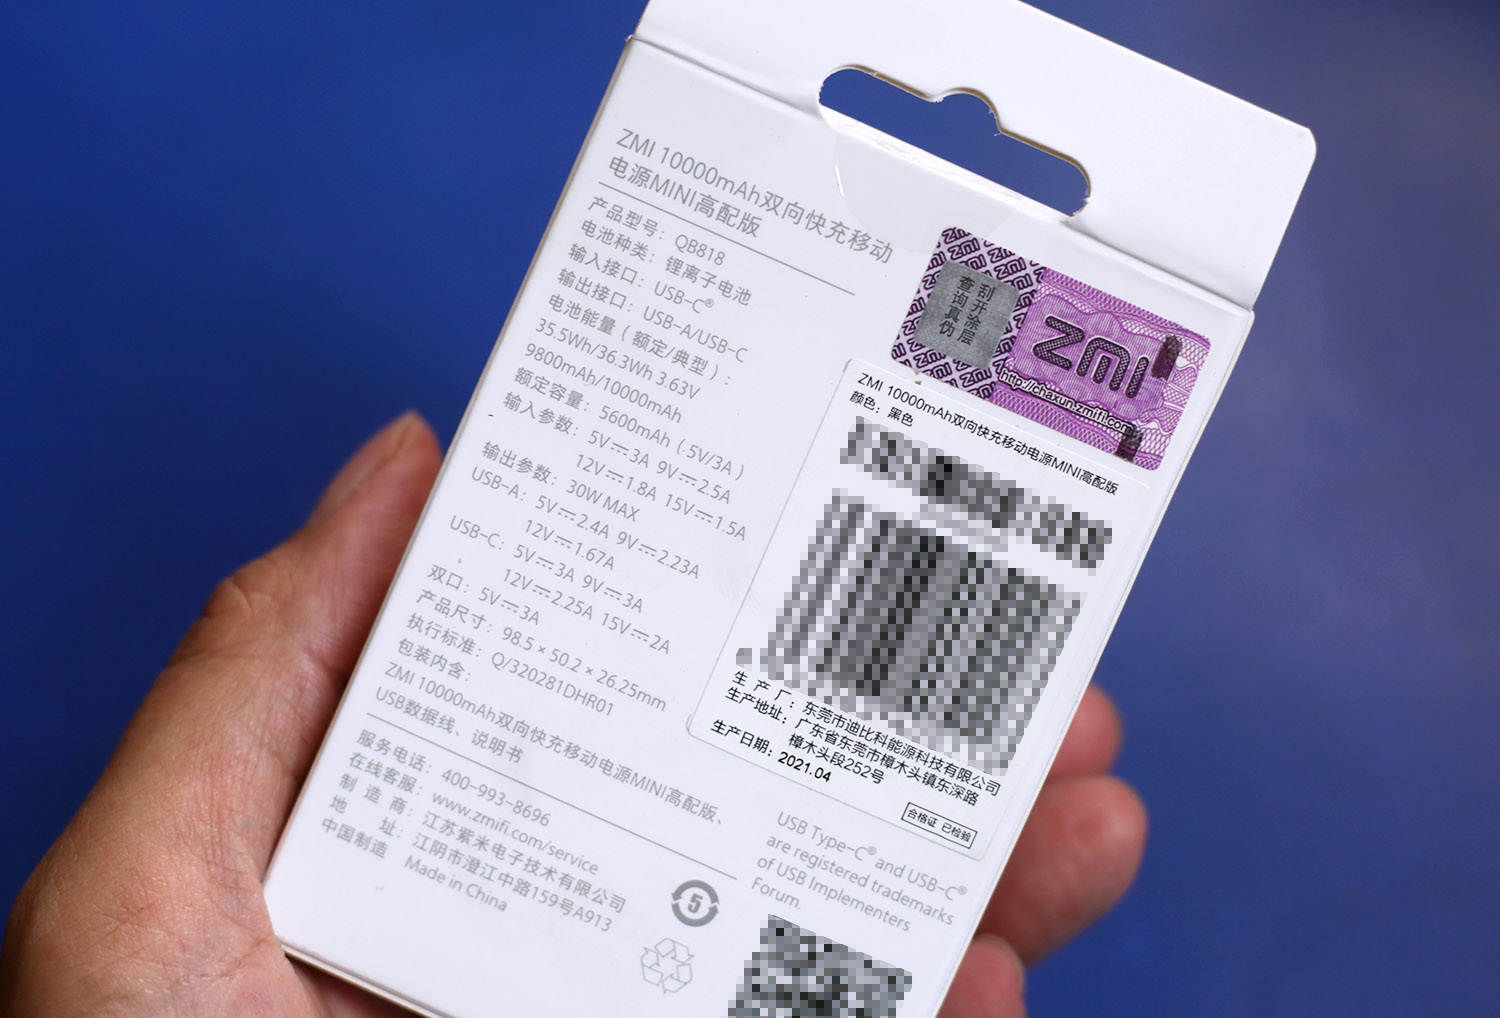 ZMI 10000mAh双向快充移动
电源MINI高配版
产品型号：QB818
电池种类：锂离子电池
输入接口：USB-C®
输出接口：USB-A/USB-C
电池能量（额定/典型）：
35.5Wh/36.3Wh 3.63V
9800mAh/10000mAh
额定容量：5600mAh（5V/3A）
输入参数：5V⎓3A 9V⎓2.5A
12V⎓1.8A 15V⎓1.5A
输出参数：30W MAX
USB-A：5V⎓2.4A 9V⎓2.23A
12V⎓1.67A
USB-C：5V⎓3A 9V⎓3A
12V⎓2.25A 15V⎓2A
双口：5V⎓3A
产品尺寸：98.5 × 50.2 × 26.25mm
执行标准：Q/320281DHR01
包装内含：
ZMI 10000mAh双向快充移动电源MINI高配版、
USB数据线、说明书
服务电话：400-993-8696
在线客服：www.zmifi.com/service
制造商：江苏紫米电子技术有限公司
地址：江阴市澄江中路159号A913
中国制造 Made in China
5
刮开涂层
查询真伪
ZMI
http://chaxun.zmifi.com
ZMI 10000mAh双向快充移动电源MINI高配版
颜色：黑色
生产厂：东莞市迪比科能源科技有限公司
生产地址：广东省东莞市樟木头镇东深路
樟木头段252号
生产日期：2021.04
合格证 已检验
USB Type-C® and USB-C®
are registered trademarks
of USB Implementers
Forum.